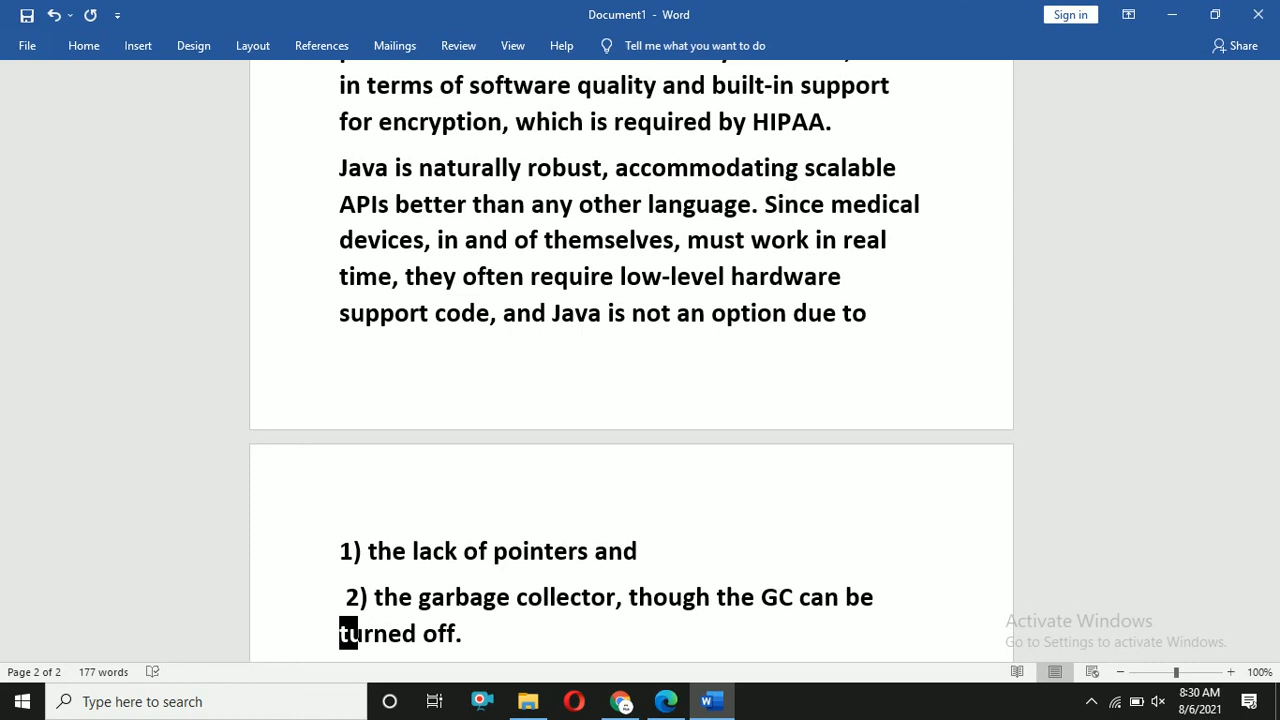 Document1 - Word
Sign in
File Home Insert Design Layout References Mailings Review View Help Tell me what you want to do Share
in terms of software quality and built-in support
for encryption, which is required by HIPAA.
Java is naturally robust, accommodating scalable
APIs better than any other language. Since medical
devices, in and of themselves, must work in real
time, they often require low-level hardware
support code, and Java is not an option due to
1) the lack of pointers and
2) the garbage collector, though the GC can be
turned off.
Activate Windows
Go to Settings to activate Windows.
Page 2 of 2 177 words 100%
Type here to search
8:30 AM
8/6/2021